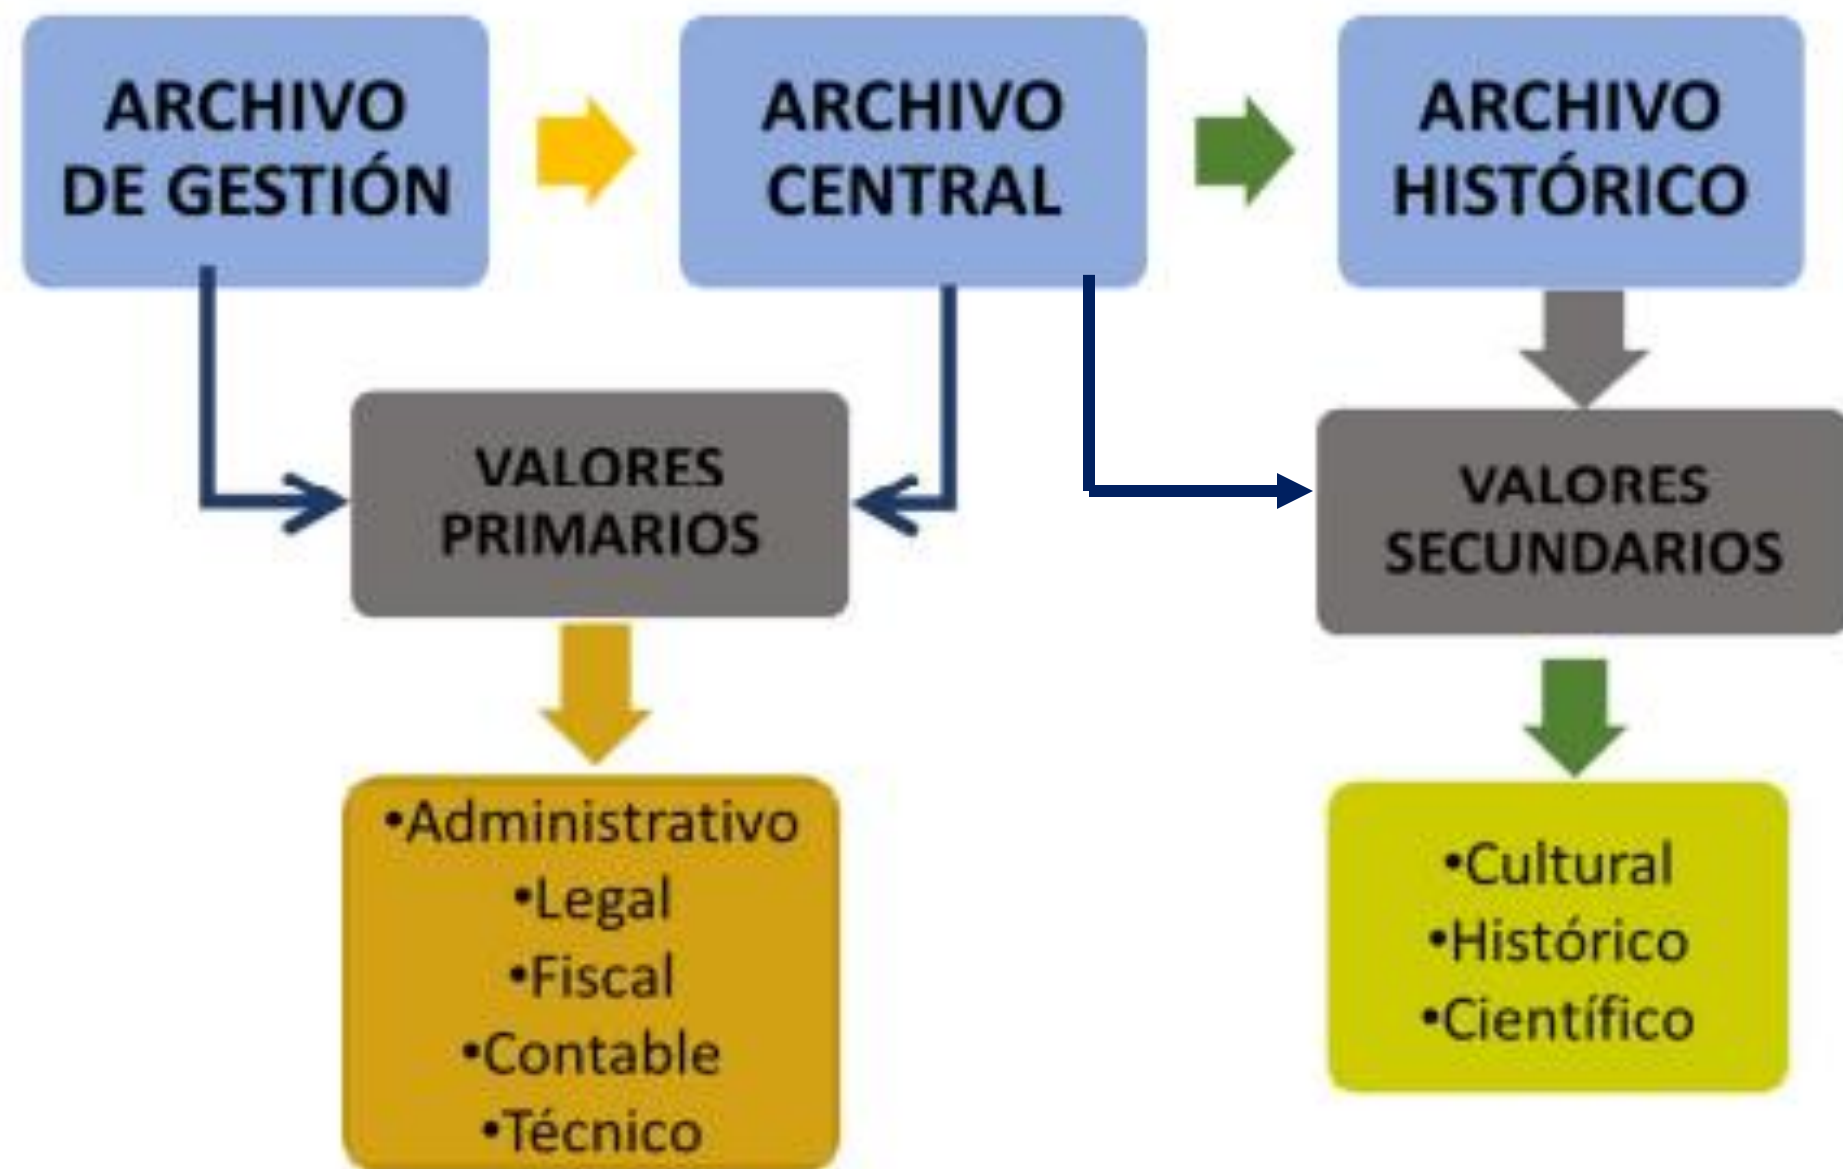 ARCHIVO
DE GESTIÓN
ARCHIVO
CENTRAL
ARCHIVO
HISTÓRICO
VALORES
PRIMARIOS
VALORES
SECUNDARIOS
•Administrativo
•Legal
•Fiscal
•Contable
•Técnico
•Cultural
•Histórico
•Científico